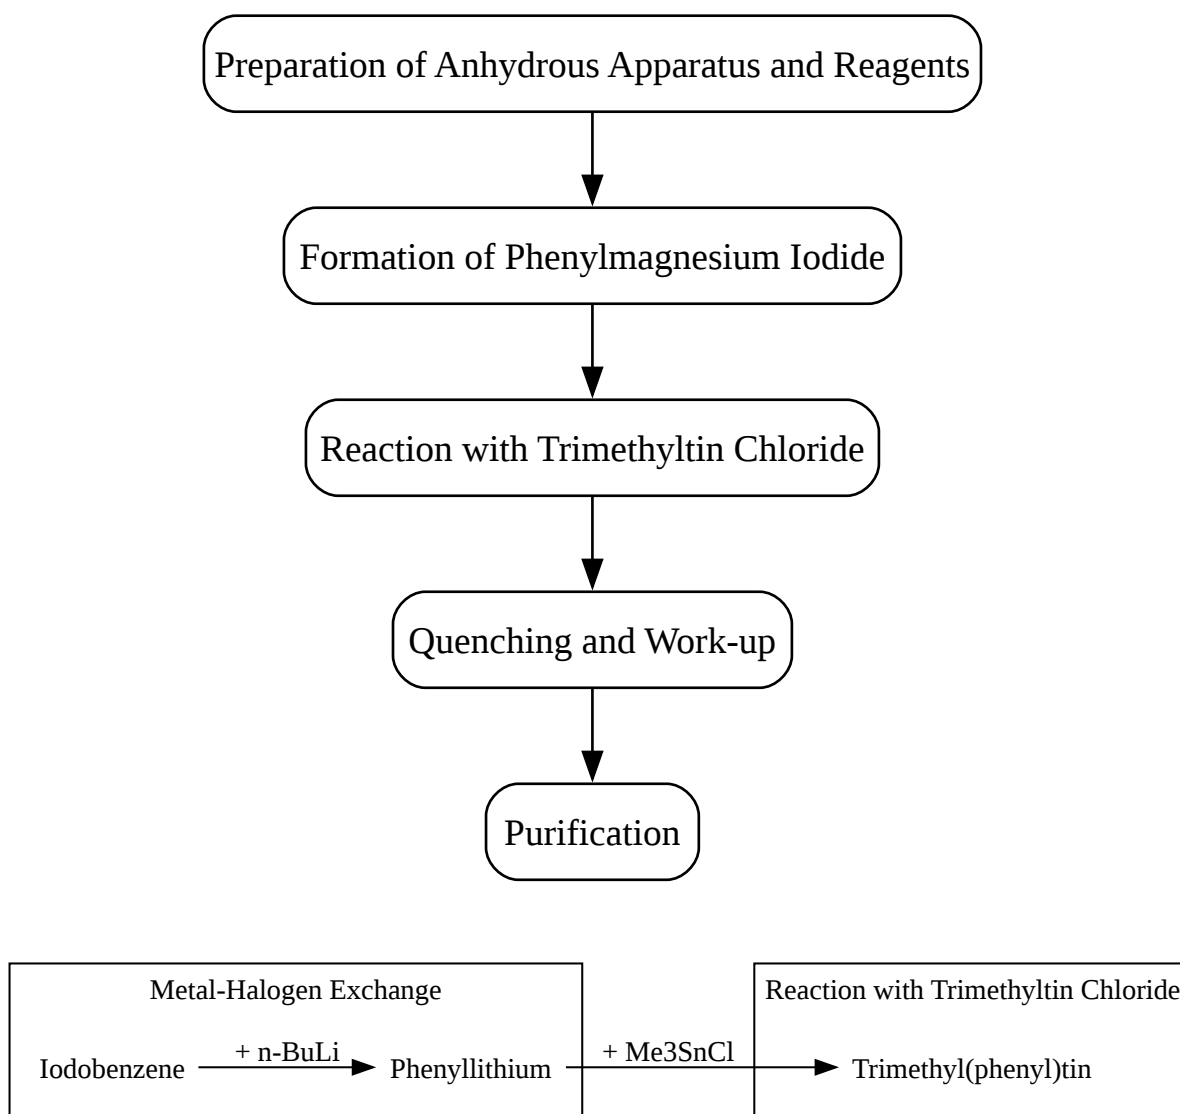 Preparation of Anhydrous Apparatus and Reagents
Formation of Phenylmagnesium Iodide
Reaction with Trimethyltin Chloride
Quenching and Work-up
Purification
Metal-Halogen Exchange
Iodobenzene
+ n-BuLi
Phenyllithium
+ Me3SnCl
Reaction with Trimethyltin Chloride
Trimethyl(phenyl)tin